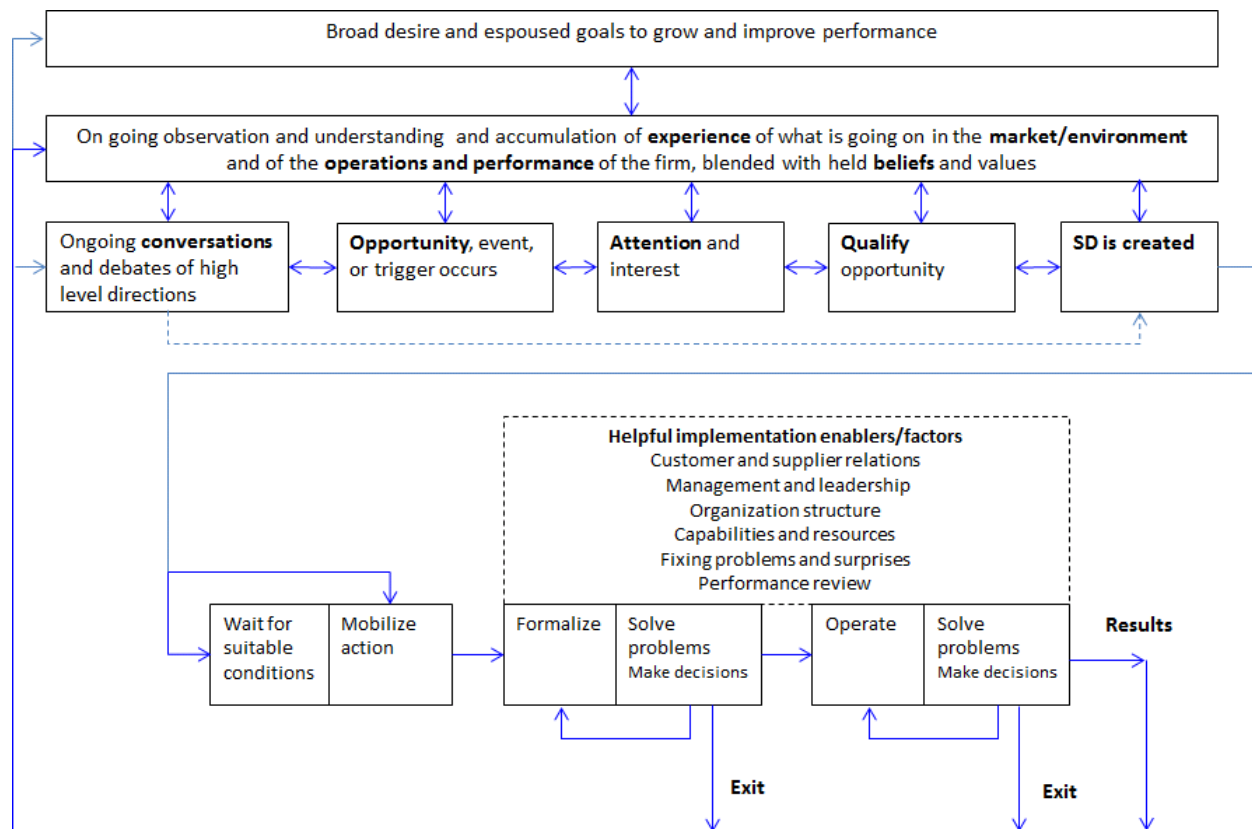 Broad desire and espoused goals to grow and improve performance
On going observation and understanding and accumulation of experience of what is going on in the market/environment
and of the operations and performance of the firm, blended with held beliefs and values
Ongoing conversations
and debates of high
level directions
Opportunity, event,
or trigger occurs
Attention and
interest
Qualify
opportunity
SD is created
Helpful implementation enablers/factors
Customer and supplier relations
Management and leadership
Organization structure
Capabilities and resources
Fixing problems and surprises
Performance review
Wait for
suitable
conditions
Mobilize
action
Formalize
Solve
problems
Make decisions
Operate
Solve
problems
Make decisions
Results
Exit
Exit